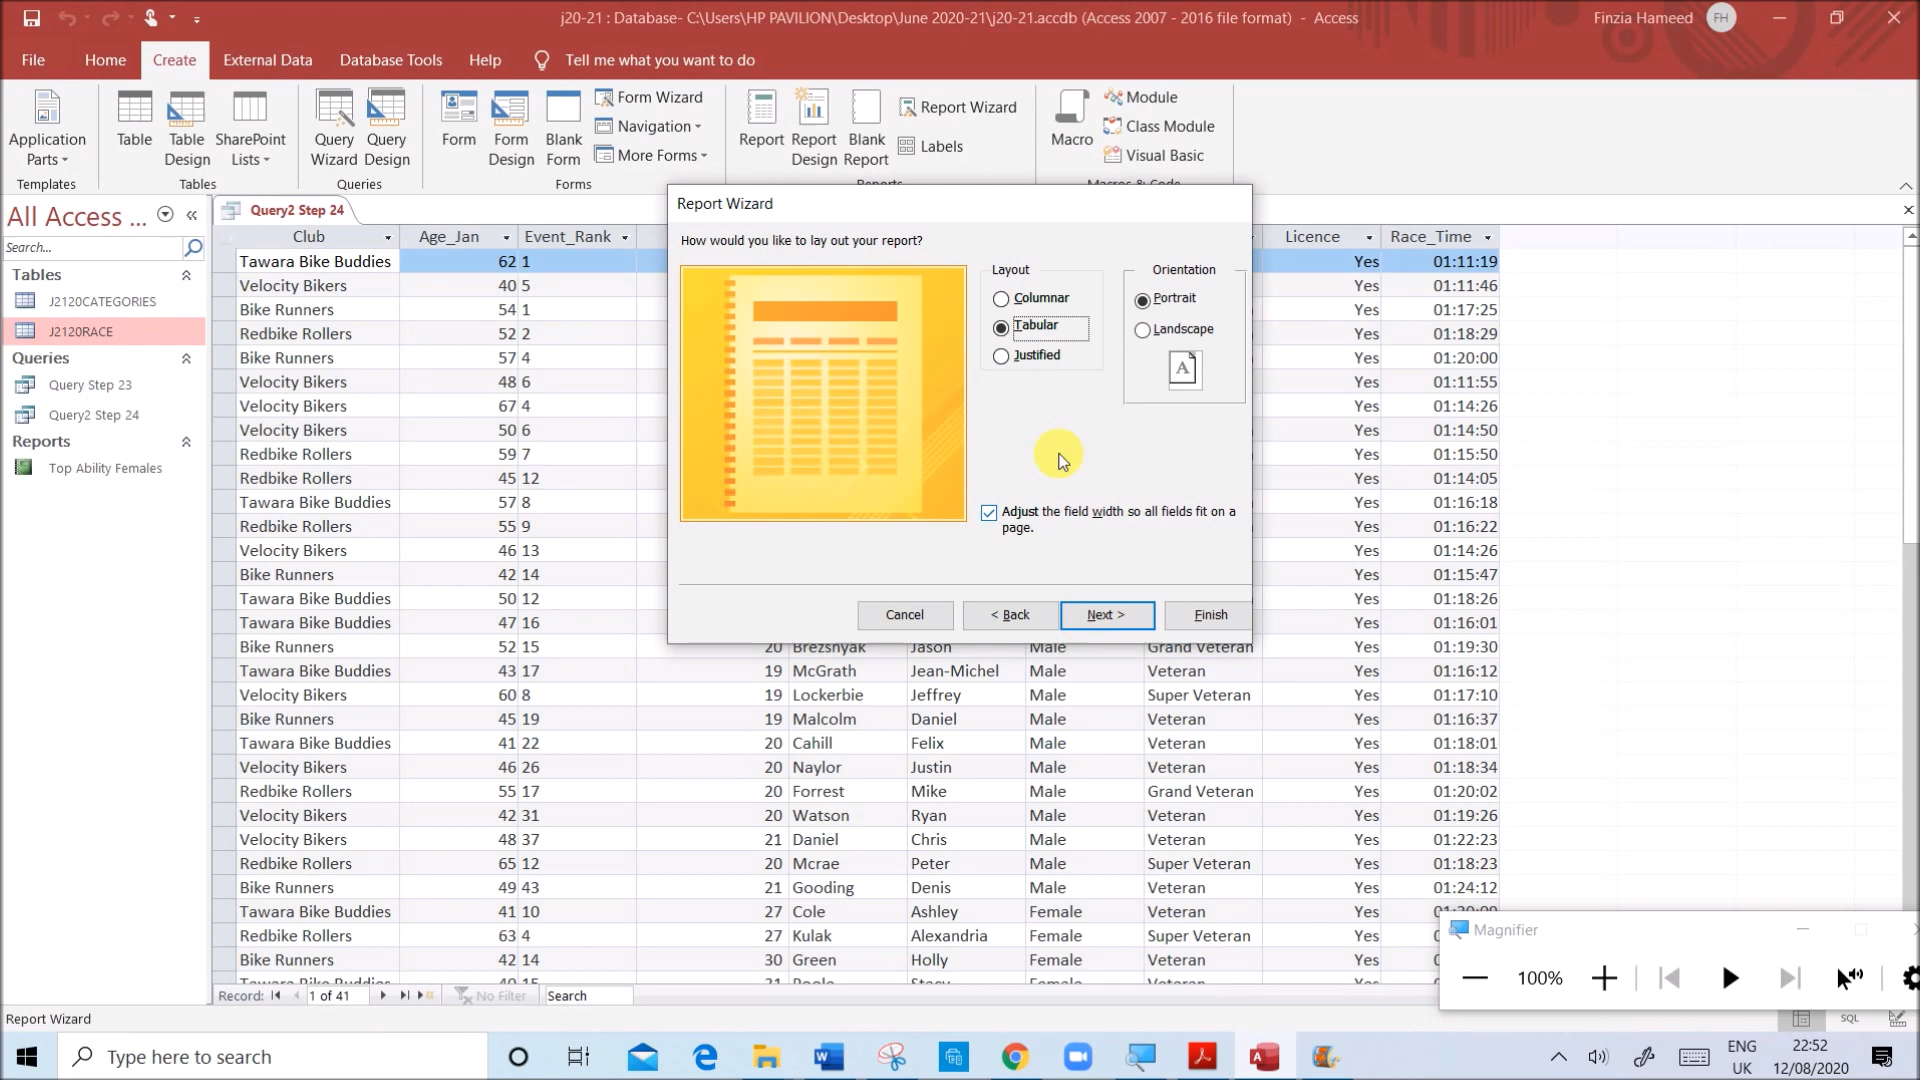 j20-21 : Database- C:\Users\HP PAVILION\Desktop\June 2020-21\j20-21.accdb (Access 2007 - 2016 file format) - Access
Finzia Hameed FH
File Home Create External Data Database Tools Help Tell me what you want to do
Application Parts
Table
Table Design
SharePoint Lists
Query Wizard
Query Design
Form
Form Design
Blank Form
Form Wizard
Navigation
More Forms
Report
Report Design
Blank Report
Report Wizard
Labels
Macro
Module
Class Module
Visual Basic
Templates Tables Queries Forms Reports Macros & Code
All Access ...
Search...
Tables
J2120CATEGORIES
J2120RACE
Queries
Query Step 23
Query2 Step 24
Reports
Top Ability Females
Query2 Step 24
Club Age_Jan Event_Rank Licence Race_Time
Tawara Bike Buddies 62 1 Yes 01:11:19
Velocity Bikers 40 5 Yes 01:11:46
Bike Runners 54 1 Yes 01:17:25
Redbike Rollers 52 2 Yes 01:18:29
Bike Runners 57 4 Yes 01:20:00
Velocity Bikers 48 6 Yes 01:11:55
Velocity Bikers 67 4 Yes 01:14:26
Velocity Bikers 50 6 Yes 01:14:50
Redbike Rollers 59 7 Yes 01:15:50
Redbike Rollers 45 12 Yes 01:14:05
Tawara Bike Buddies 57 8 Yes 01:16:18
Redbike Rollers 55 9 Yes 01:16:22
Velocity Bikers 46 13 Yes 01:14:26
Bike Runners 42 14 Yes 01:15:47
Tawara Bike Buddies 50 12 Yes 01:18:26
Tawara Bike Buddies 47 16 Yes 01:16:01
Bike Runners 52 15 20 Brezsnyak Jason Male Grand Veteran Yes 01:19:30
Tawara Bike Buddies 43 17 19 McGrath Jean-Michel Male Veteran Yes 01:16:12
Velocity Bikers 60 8 19 Lockerbie Jeffrey Male Super Veteran Yes 01:17:10
Bike Runners 45 19 19 Malcolm Daniel Male Veteran Yes 01:16:37
Tawara Bike Buddies 41 22 20 Cahill Felix Male Veteran Yes 01:18:01
Velocity Bikers 46 26 20 Naylor Justin Male Veteran Yes 01:18:34
Redbike Rollers 55 17 20 Forrest Mike Male Grand Veteran Yes 01:20:02
Velocity Bikers 42 31 20 Watson Ryan Male Veteran Yes 01:19:26
Velocity Bikers 48 37 21 Daniel Chris Male Veteran Yes 01:22:23
Redbike Rollers 65 12 20 Mcrae Peter Male Super Veteran Yes 01:18:23
Bike Runners 49 43 21 Gooding Denis Male Veteran Yes 01:24:12
Tawara Bike Buddies 41 10 27 Cole Ashley Female Veteran Yes
Redbike Rollers 63 4 27 Kulak Alexandria Female Super Veteran Yes
Bike Runners 42 14 30 Green Holly Female Veteran Yes
Report Wizard
How would you like to lay out your report?
Layout
Columnar
Tabular
Justified
Orientation
Portrait
Landscape
A
Adjust the field width so all fields fit on a
page.
Cancel < Back Next > Finish
Record: 1 of 41 No Filter Search
Report Wizard
Magnifier
100%
SQL
Type here to search
ENG
UK
22:52
12/08/2020